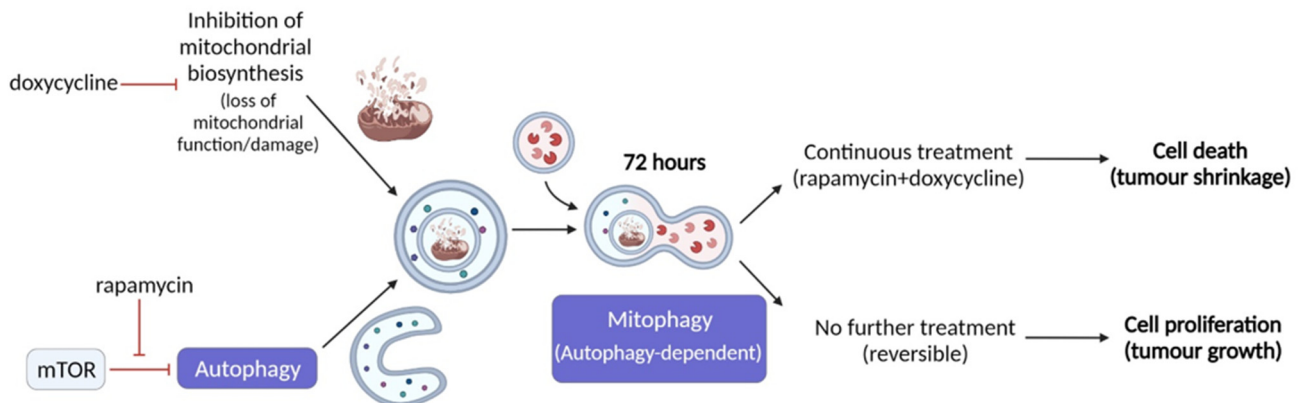 Inhibition of
mitochondrial
biosynthesis
(loss of
mitochondrial
function/damage)
doxycycline
rapamycin
mTOR
Autophagy
72 hours
Mitophagy
(Autophagy-dependent)
Continuous treatment
(rapamycin+doxycycline)
Cell death
(tumour shrinkage)
No further treatment
(reversible)
Cell proliferation
(tumour growth)